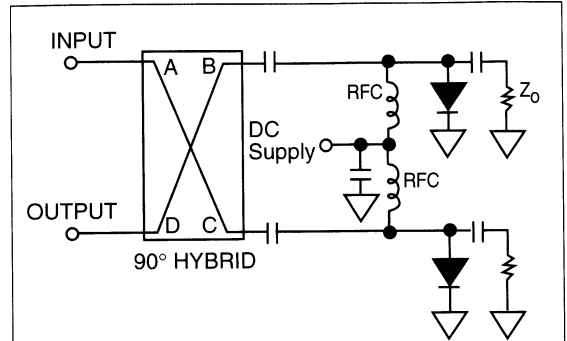 INPUT
A B
RFC
Z₀
DC
Supply
RFC
OUTPUT
D C
90° HYBRID